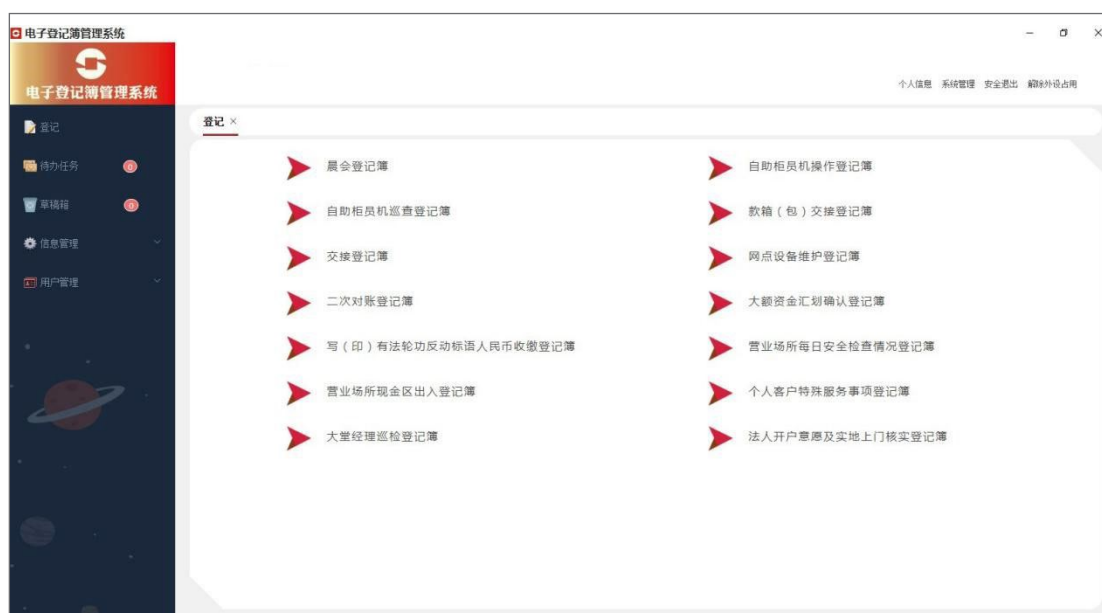 电子登记簿管理系统
电子登记簿管理系统
个人信息 系统管理 安全退出 解除外设占用
登记
登记 ×
待办任务 0
草稿箱 0
信息管理
用户管理
晨会登记簿
自助柜员机操作登记簿
自助柜员机巡查登记簿
款箱（包）交接登记簿
交接登记簿
网点设备维护登记簿
二次对账登记簿
大额资金汇划确认登记簿
写（印）有法轮功反动标语人民币收缴登记簿
营业场所每日安全检查情况登记簿
营业场所现金区出入登记簿
个人客户特殊服务事项登记簿
大堂经理巡检登记簿
法人开户意愿及实地上门核实登记簿